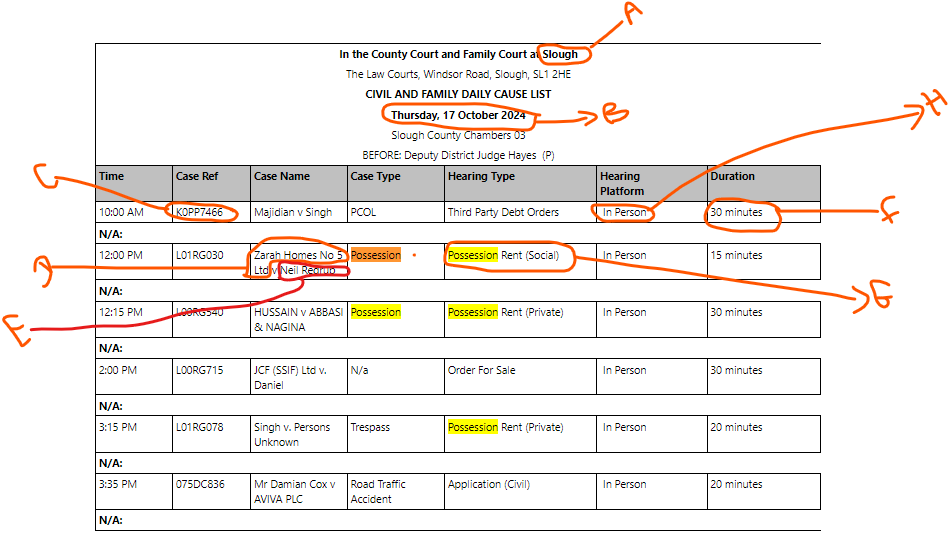 A
In the County Court and Family Court at Slough
The Law Courts, Windsor Road, Slough, SL1 2HE
CIVIL AND FAMILY DAILY CAUSE LIST
H
Thursday, 17 October 2024
B
Slough County Chambers 03
BEFORE: Deputy District Judge Hayes (P)
C
Time Case Ref Case Name Case Type Hearing Type Hearing Platform Duration
10:00 AM K0PP7466 Majidian v Singh PCOL Third Party Debt Orders In Person 30 minutes
N/A:
12:00 PM L01RG030 Zarah Homes No 5 Possession Possession Rent (Social) In Person 15 minutes
Ltd v Neil Redrup
N/A:
E
12:15 PM L00RG540 HUSSAIN v ABBASI Possession Possession Rent (Private) In Person 30 minutes
& NAGINA
N/A:
2:00 PM L00RG715 JCF (SSIF) Ltd v. N/a Order For Sale In Person 30 minutes
Daniel
N/A:
3:15 PM L01RG078 Singh v. Persons Trespass Possession Rent (Private) In Person 20 minutes
Unknown
N/A:
3:35 PM 075DC836 Mr Damian Cox v Road Traffic Application (Civil) In Person 20 minutes
AVIVA PLC Accident
N/A: